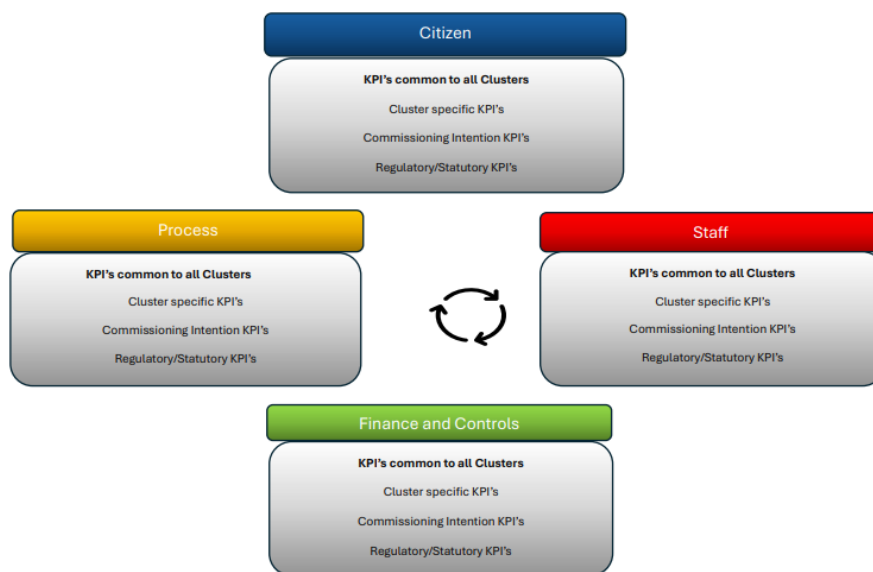 Citizen
KPI's common to all Clusters
Cluster specific KPI's
Commissioning Intention KPI's
Regulatory/Statutory KPI's
Process
KPI's common to all Clusters
Cluster specific KPI's
Commissioning Intention KPI's
Regulatory/Statutory KPI's
Staff
KPI's common to all Clusters
Cluster specific KPI's
Commissioning Intention KPI's
Regulatory/Statutory KPI's
Finance and Controls
KPI's common to all Clusters
Cluster specific KPI's
Commissioning Intention KPI's
Regulatory/Statutory KPI's